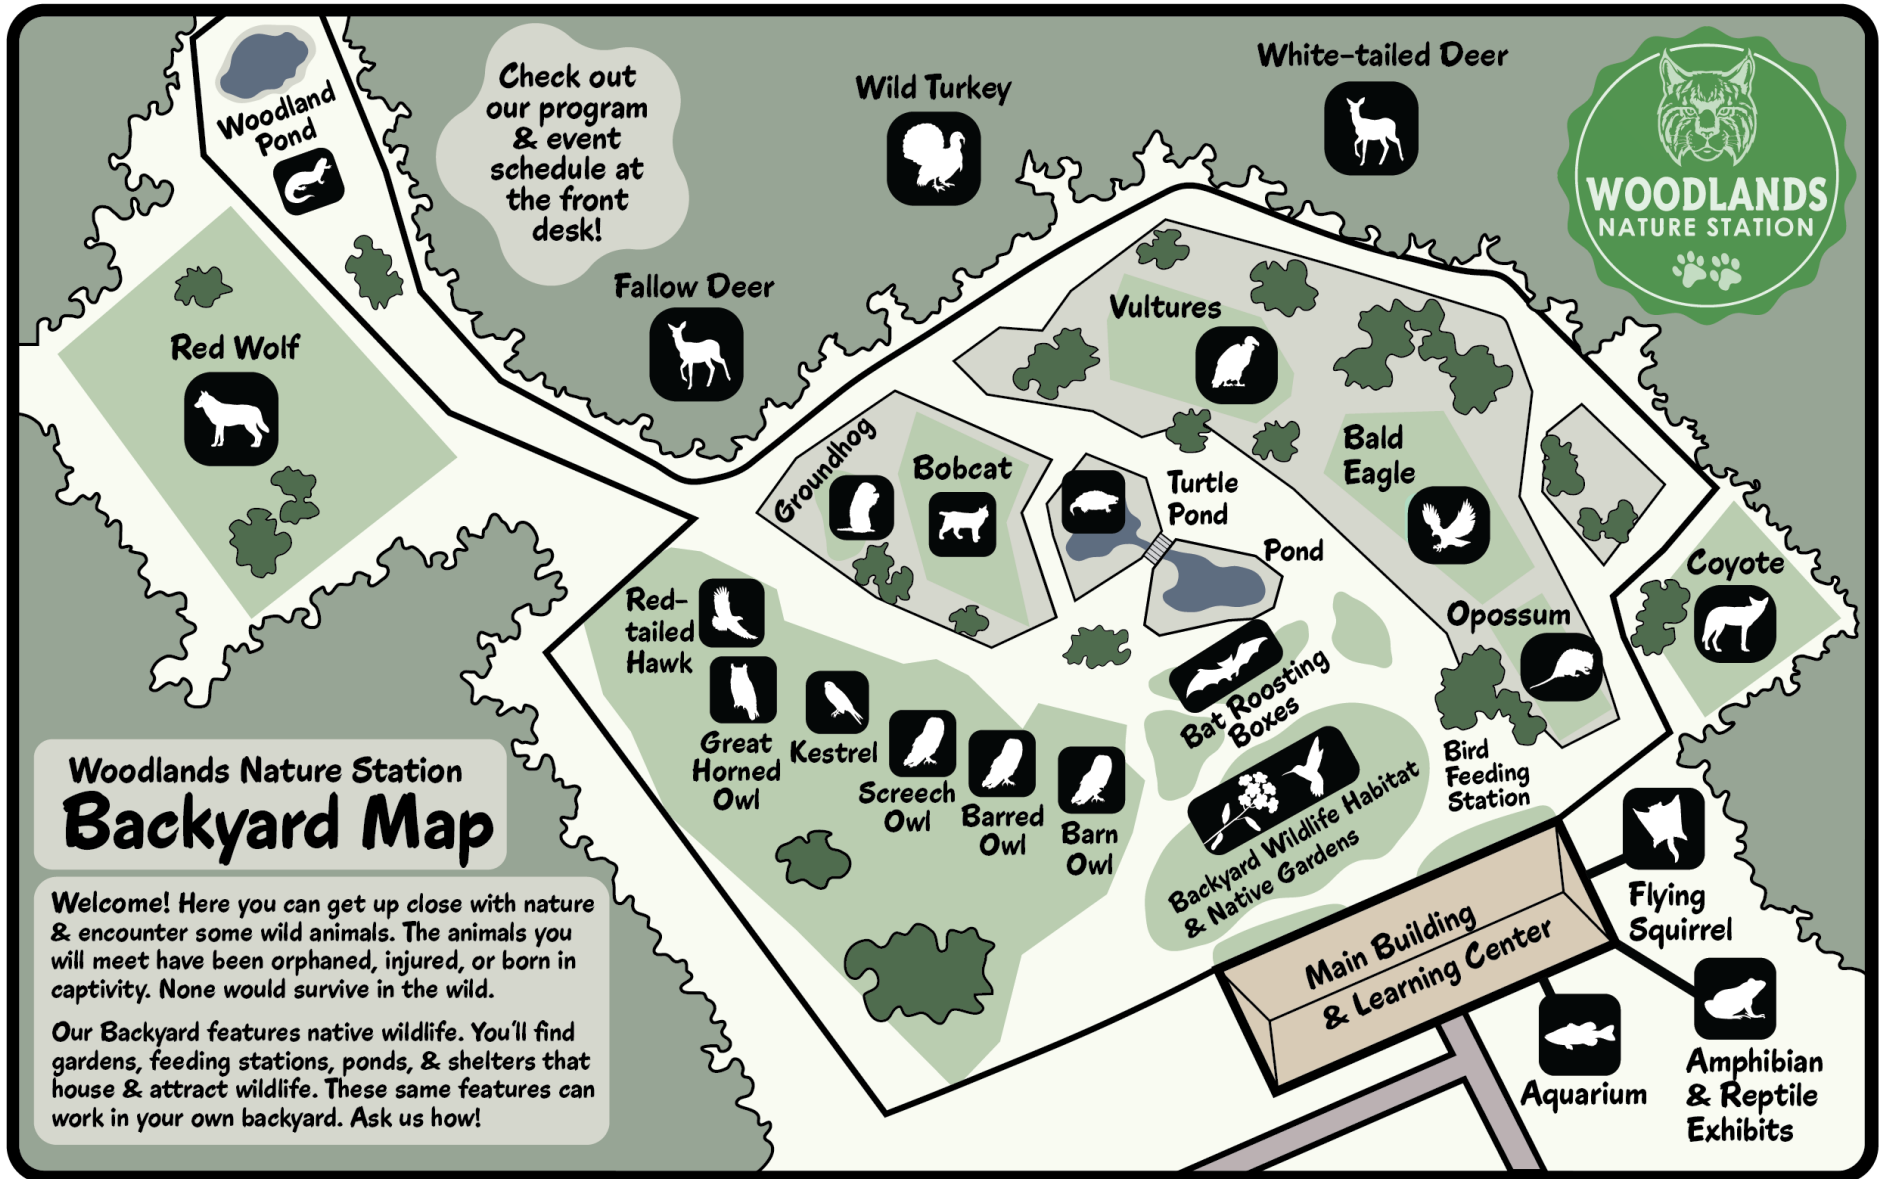 Woodland
Pond
Check out
our program
& event
schedule at
the front
desk!
Wild Turkey
White-tailed Deer
WOODLANDS
NATURE STATION
Fallow Deer
Red Wolf
Vultures
Groundhog
Bobcat
Turtle
Pond
Pond
Bald
Eagle
Coyote
Opossum
Red-
tailed
Hawk
Great
Horned
Owl
Kestrel
Screech
Owl
Barred
Owl
Barn
Owl
Bat Roosting
Boxes
Backyard Wildlife Habitat
& Native Gardens
Bird
Feeding
Station
Woodlands Nature Station
Backyard Map
Welcome! Here you can get up close with nature
& encounter some wild animals. The animals you
will meet have been orphaned, injured, or born in
captivity. None would survive in the wild.
Our Backyard features native wildlife. You'll find
gardens, feeding stations, ponds, & shelters that
house & attract wildlife. These same features can
work in your own backyard. Ask us how!
Main Building
& Learning Center
Flying
Squirrel
Aquarium
Amphibian
& Reptile
Exhibits